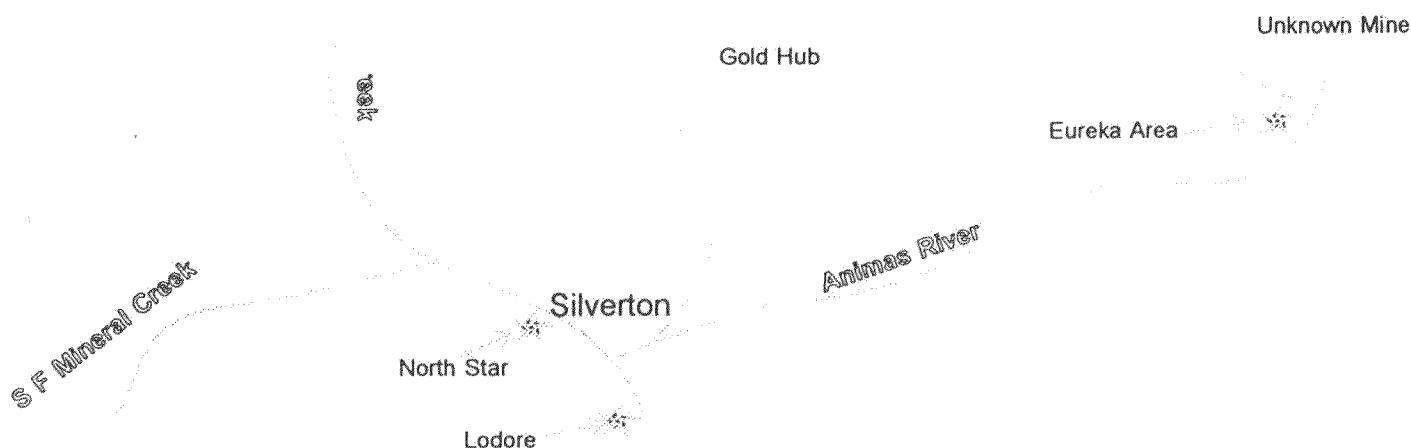 Unknown Mine
Gold Hub
Eureka Area
Animas River
S F Mineral Creek
Silverton
North Star
Lodore